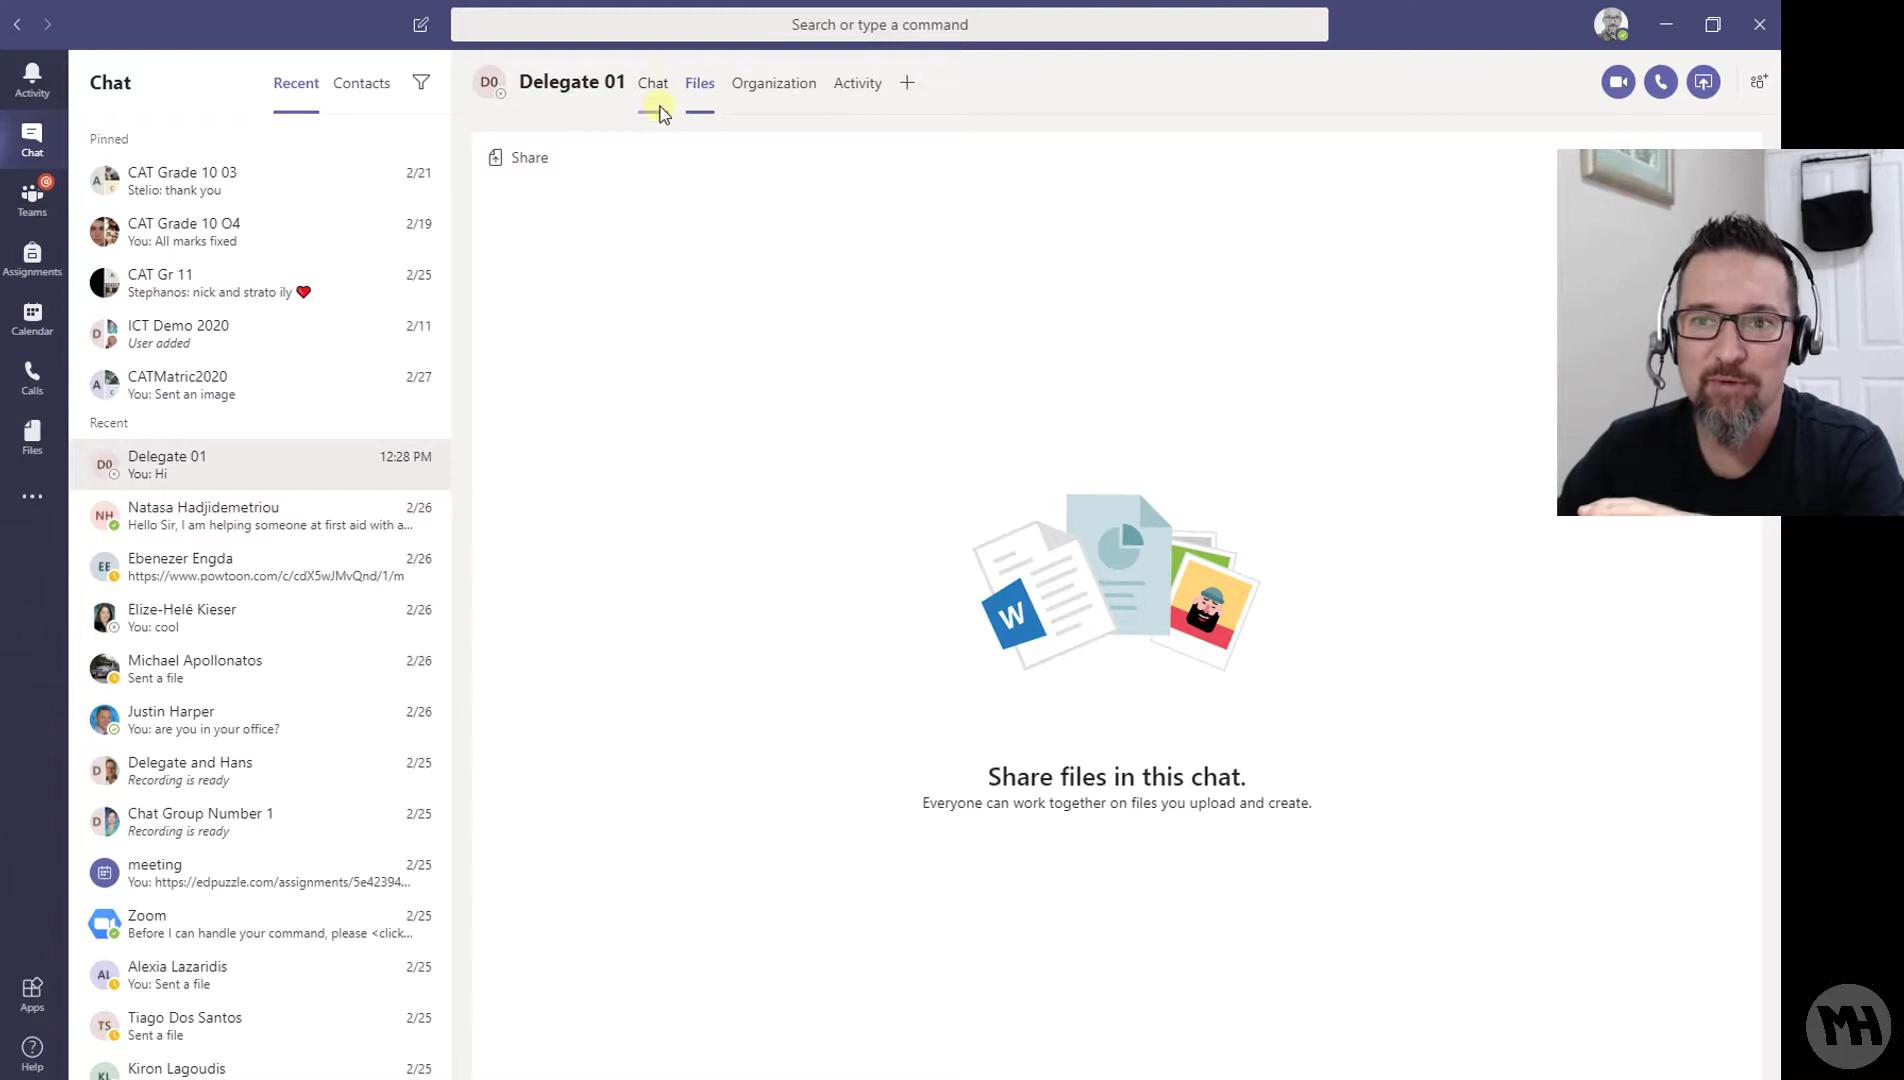 Search or type a command
Activity
Chat
Teams
Assignments
Calendar
Calls
Files
Apps
Help
Chat
Recent
Contacts
Pinned
CAT Grade 10 03
2/21
Stelio: thank you
CAT Grade 10 O4
2/19
You: All marks fixed
CAT Gr 11
2/25
Stephanos: nick and strato ily ❤
ICT Demo 2020
2/11
User added
CATMatric2020
2/27
You: Sent an image
Recent
D0
Delegate 01
12:28 PM
You: Hi
NH
Natasa Hadjidemetriou
2/26
Hello Sir, I am helping someone at first aid with a...
EE
Ebenezer Engda
2/26
https://www.powtoon.com/c/cdX5wJMvQnd/1/m
Elize-Helé Kieser
2/26
You: cool
Michael Apollonatos
2/26
Sent a file
Justin Harper
2/26
You: are you in your office?
D
Delegate and Hans
2/25
Recording is ready
D
Chat Group Number 1
2/25
Recording is ready
meeting
2/25
You: https://edpuzzle.com/assignments/5e42394...
Zoom
2/25
Before I can handle your command, please <click...
AL
Alexia Lazaridis
2/25
You: Sent a file
TS
Tiago Dos Santos
2/25
Sent a file
KL
Kiron Lagoudis
2/25
D0
Delegate 01
Chat
Files
Organization
Activity
Share
W
Share files in this chat.
Everyone can work together on files you upload and create.
MH